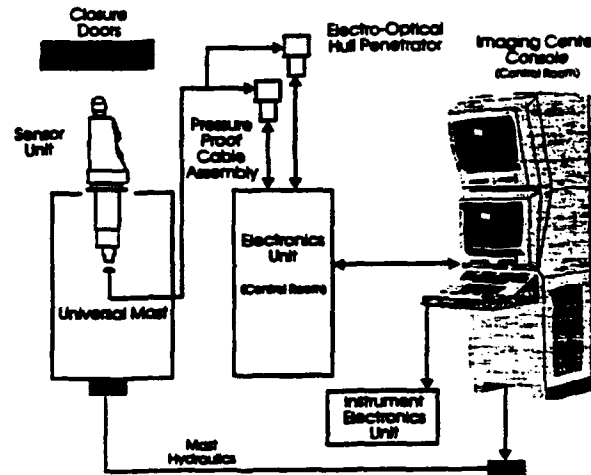 Closure
Doors
Electro-Optical
Hull Penetrator
Imaging Center
Console
(Control Room)
Sensor
Unit
Pressure
Proof
Cable
Assembly
Electronics
Unit
(Control Room)
Universal Mast
Instrument
Electronics
Unit
Mast
Hydraulics